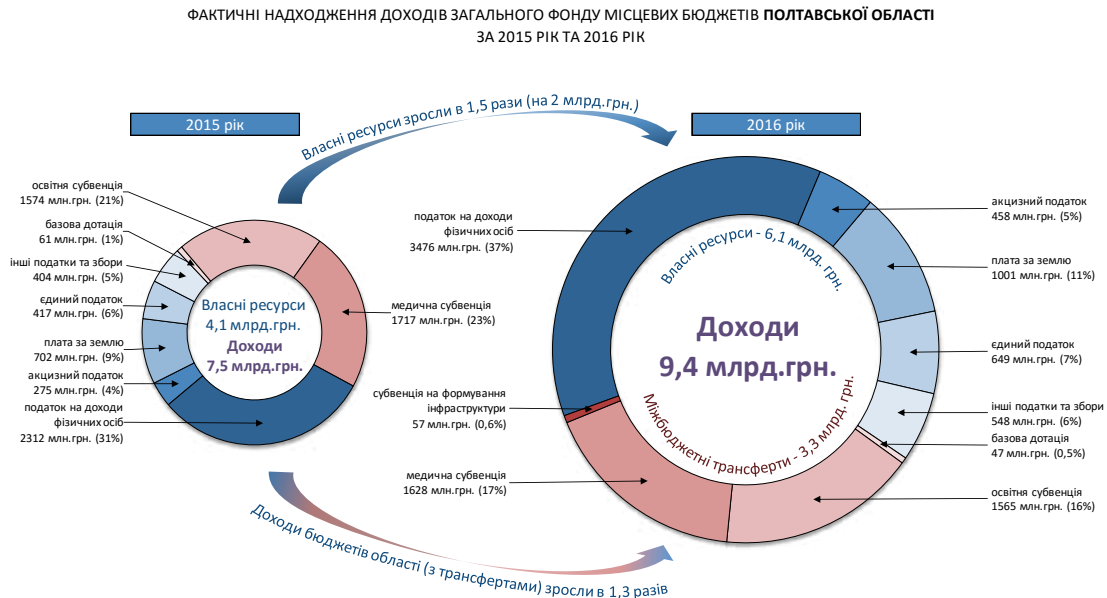 ФАКТИЧНІ НАДХОДЖЕННЯ ДОХОДІВ ЗАГАЛЬНОГО ФОНДУ МІСЦЕВИХ БЮДЖЕТІВ ПОЛТАВСЬКОЇ ОБЛАСТІ
ЗА 2015 РІК ТА 2016 РІК
Власні ресурси зросли в 1,5 рази (на 2 млрд.грн.)
2015 рік
освітня субвенція
1574 млн.грн. (21%)
базова дотація
61 млн.грн. (1%)
інші податки та збори
404 млн.грн. (5%)
єдиний податок
417 млн.грн. (6%)
плата за землю
702 млн.грн. (9%)
акцизний податок
275 млн.грн. (4%)
податок на доходи
фізичних осіб
2312 млн.грн. (31%)
медична субвенція
1717 млн.грн. (23%)
Власні ресурси
4,1 млрд.грн.
Доходи
7,5 млрд.грн.
2016 рік
податок на доходи
фізичних осіб
3476 млн.грн. (37%)
субвенція на формування
інфраструктури
57 млн.грн. (0,6%)
медична субвенція
1628 млн.грн. (17%)
Власні ресурси - 6,1 млрд. грн.
Доходи
9,4 млрд.грн.
Міжбюджетні трансферти - 3,3 млрд. грн.
акцизний податок
458 млн.грн. (5%)
плата за землю
1001 млн.грн. (11%)
єдиний податок
649 млн.грн. (7%)
інші податки та збори
548 млн.грн. (6%)
базова дотація
47 млн.грн. (0,5%)
освітня субвенція
1565 млн.грн. (16%)
Доходи бюджетів області (з трансфертами) зросли в 1,3 разів